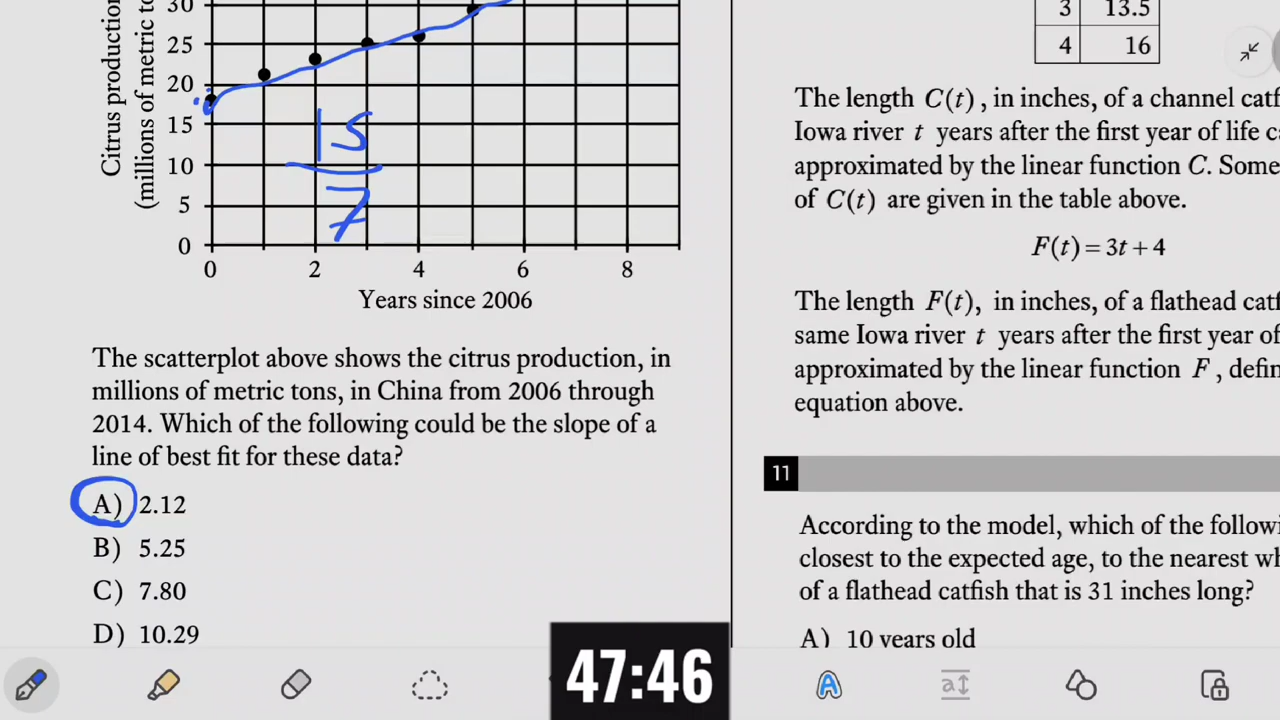 Citrus production
(millions of metric to
30
25
20
15
10
5
0
0 2 4 6 8
Years since 2006
15
7
The scatterplot above shows the citrus production, in
millions of metric tons, in China from 2006 through
2014. Which of the following could be the slope of a
line of best fit for these data?
A) 2.12
B) 5.25
C) 7.80
D) 10.29
3 13.5
4 16
The length C(t), in inches, of a channel catf
Iowa river t years after the first year of life ca
approximated by the linear function C. Some
of C(t) are given in the table above.
F(t) = 3t + 4
The length F(t), in inches, of a flathead catf
same Iowa river t years after the first year of
approximated by the linear function F, defin
equation above.
11
According to the model, which of the followi
closest to the expected age, to the nearest wh
of a flathead catfish that is 31 inches long?
A) 10 years old
47:46
A
a